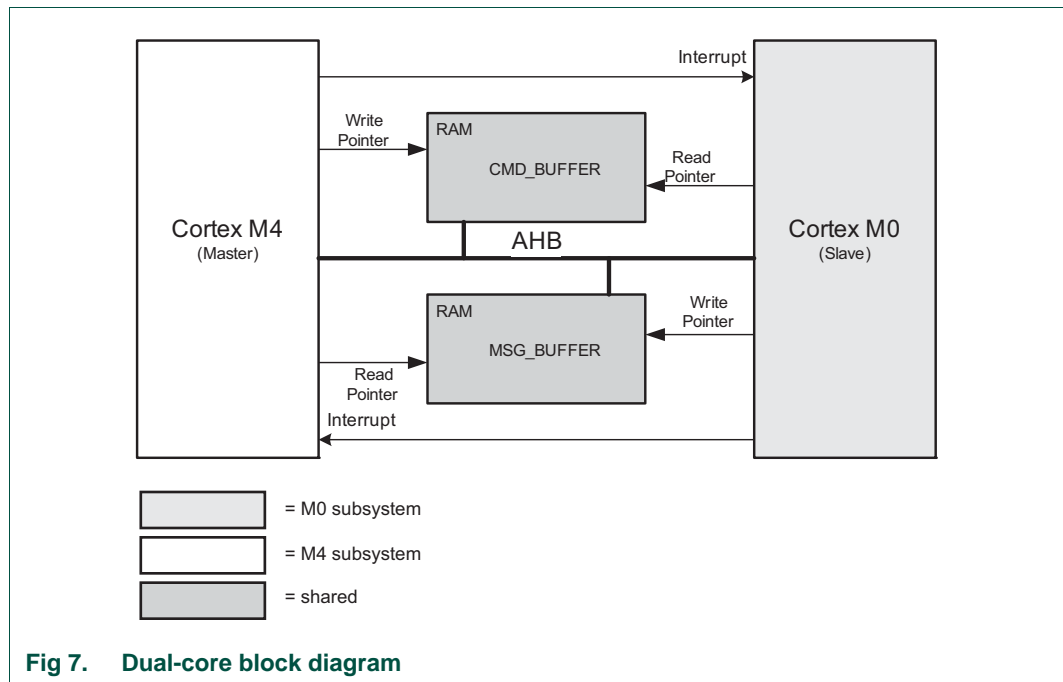 Interrupt
Write
Pointer
RAM
CMD_BUFFER
Read
Pointer
Cortex M4
(Master)
AHB
Cortex M0
(Slave)
RAM
MSG_BUFFER
Write
Pointer
Read
Pointer
Interrupt
= M0 subsystem
= M4 subsystem
= shared
Fig 7. Dual-core block diagram